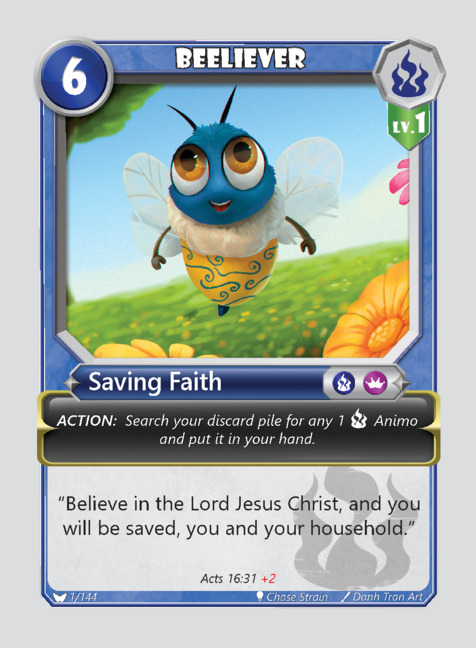 BEELIEVER
6
LV.1
Saving Faith
ACTION: Search your discard pile for any 1 Animo
and put it in your hand.
“Believe in the Lord Jesus Christ, and you
will be saved, you and your household.”
Acts 16:31 +2
1/144 Chase Strain Danh Tran Art